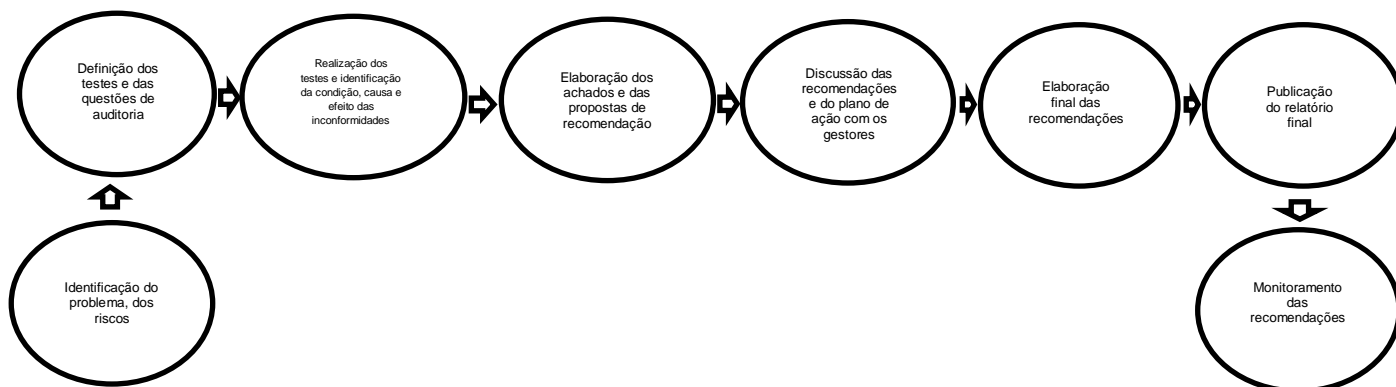 Definição dos
testes e das
questões de
auditoria
Realização dos
testes e identificação
da condição, causa e
efeito das
inconformidades
Elaboração dos
achados e das
propostas de
recomendação
Discussão das
recomendações
e do plano de
ação com os
gestores
Elaboração
final das
recomendações
Publicação
do relatório
final
Identificação do
problema, dos
riscos
Monitoramento
das
recomendações